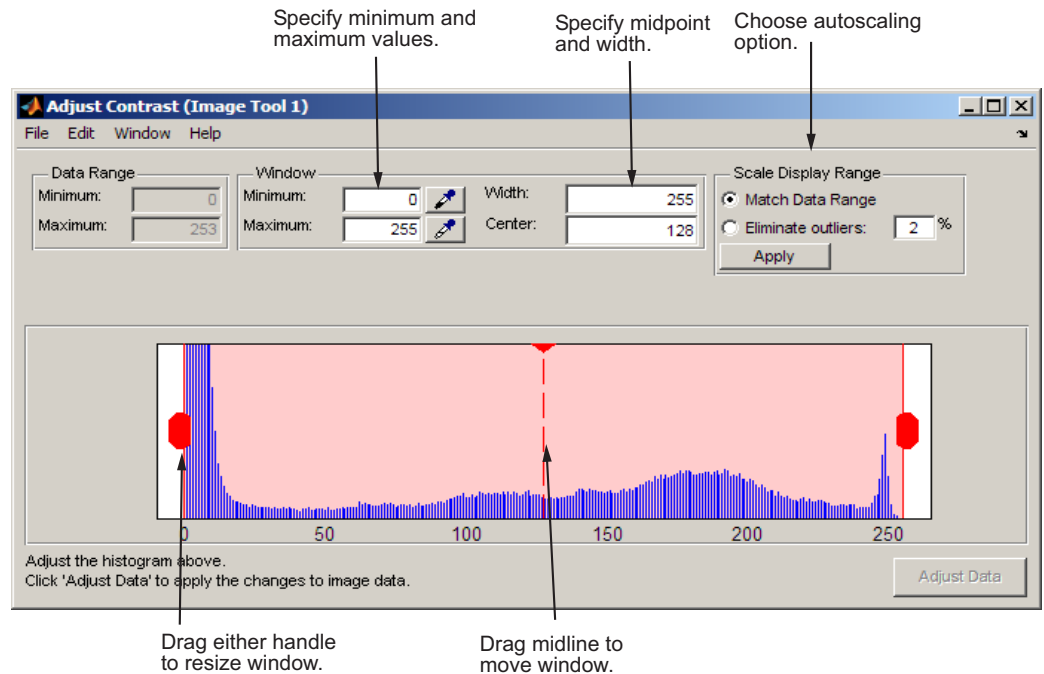 Specify minimum and
maximum values.
Specify midpoint
and width.
Choose autoscaling
option.
Adjust Contrast (Image Tool 1)
File Edit Window Help
Data Range
Minimum: 0
Maximum: 253
Window
Minimum: 0
Maximum: 255
Width: 255
Center: 128
Scale Display Range
Match Data Range
Eliminate outliers: 2 %
Apply
0 50 100 150 200 250
Adjust the histogram above.
Click 'Adjust Data' to apply the changes to image data.
Adjust Data
Drag either handle
to resize window.
Drag midline to
move window.